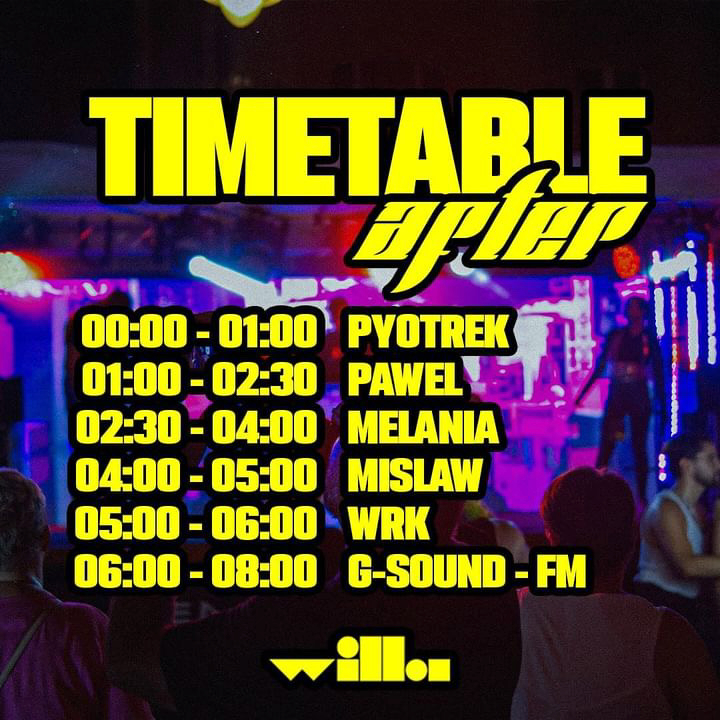 TIMETABLE
after
00:00 - 01:00 PYOTREK
01:00 - 02:30 PAWEL
02:30 - 04:00 MELANIA
04:00 - 05:00 MISLAW
05:00 - 06:00 WRK
06:00 - 08:00 G-SOUND - FM
willa